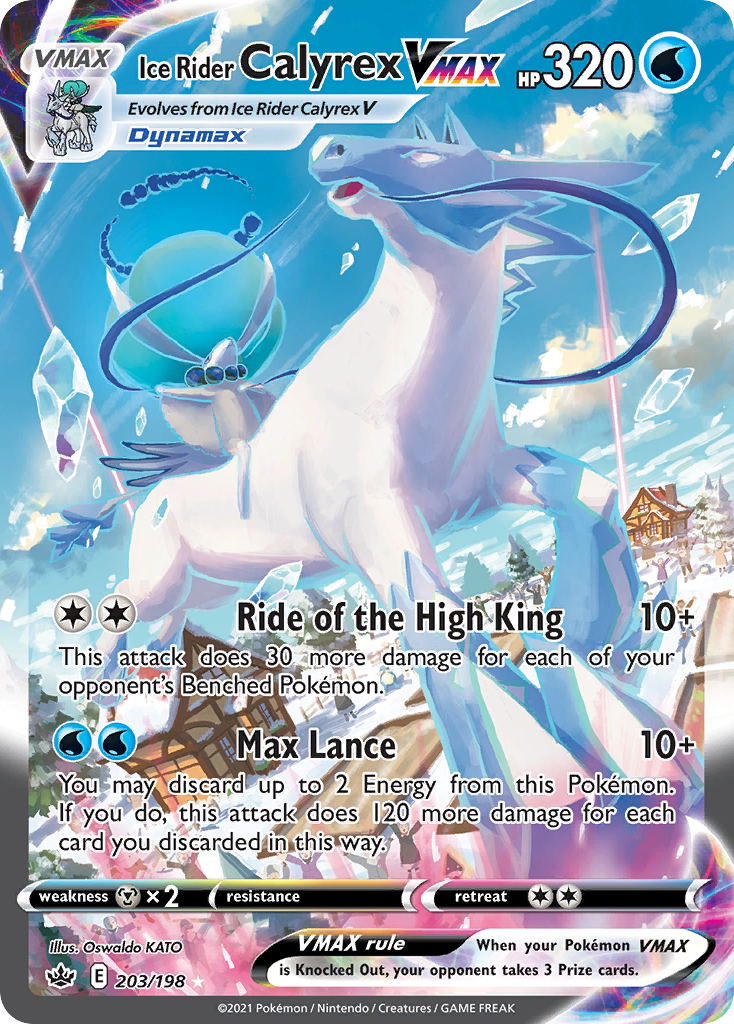 VMAX
Ice Rider Calyrex VMAX HP 320
Evolves from Ice Rider Calyrex V
Dynamax
Ride of the High King 10+
This attack does 30 more damage for each of your
opponent's Benched Pokémon.
Max Lance 10+
You may discard up to 2 Energy from this Pokémon.
If you do, this attack does 120 more damage for each
card you discarded in this way.
weakness ×2 resistance retreat
Illus. Oswaldo KATO
VMAX rule When your Pokémon VMAX
is Knocked Out, your opponent takes 3 Prize cards.
E 203/198
©2021 Pokémon / Nintendo / Creatures / GAME FREAK